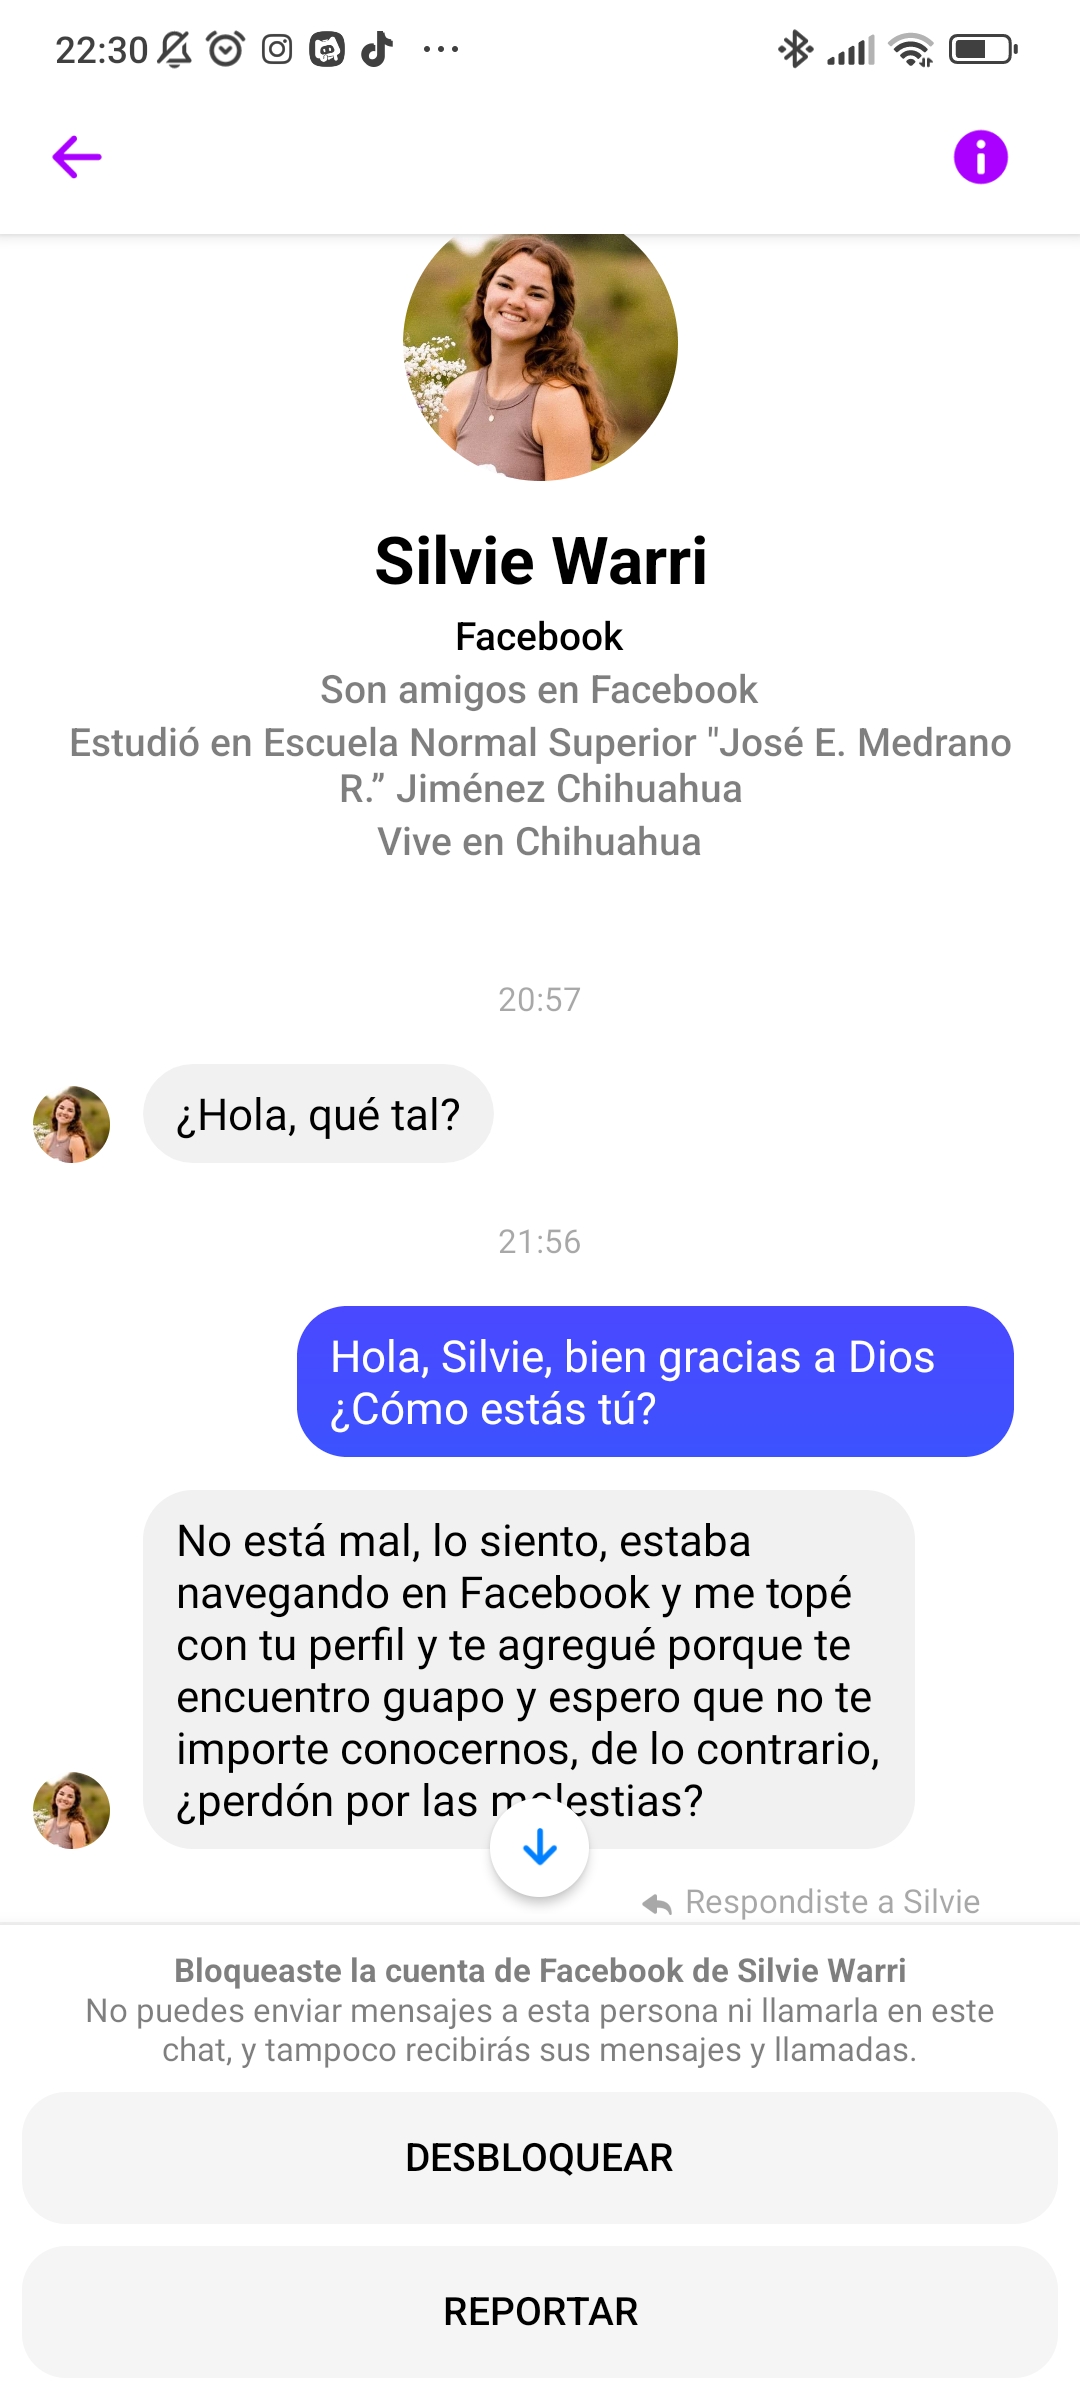 22:30
Silvie Warri
Facebook
Son amigos en Facebook
Estudió en Escuela Normal Superior "José E. Medrano
R.” Jiménez Chihuahua
Vive en Chihuahua
20:57
¿Hola, qué tal?
21:56
Hola, Silvie, bien gracias a Dios
¿Cómo estás tú?
No está mal, lo siento, estaba
navegando en Facebook y me topé
con tu perfil y te agregué porque te
encuentro guapo y espero que no te
importe conocernos, de lo contrario,
¿perdón por las molestias?
Respondiste a Silvie
Bloqueaste la cuenta de Facebook de Silvie Warri
No puedes enviar mensajes a esta persona ni llamarla en este
chat, y tampoco recibirás sus mensajes y llamadas.
DESBLOQUEAR
REPORTAR